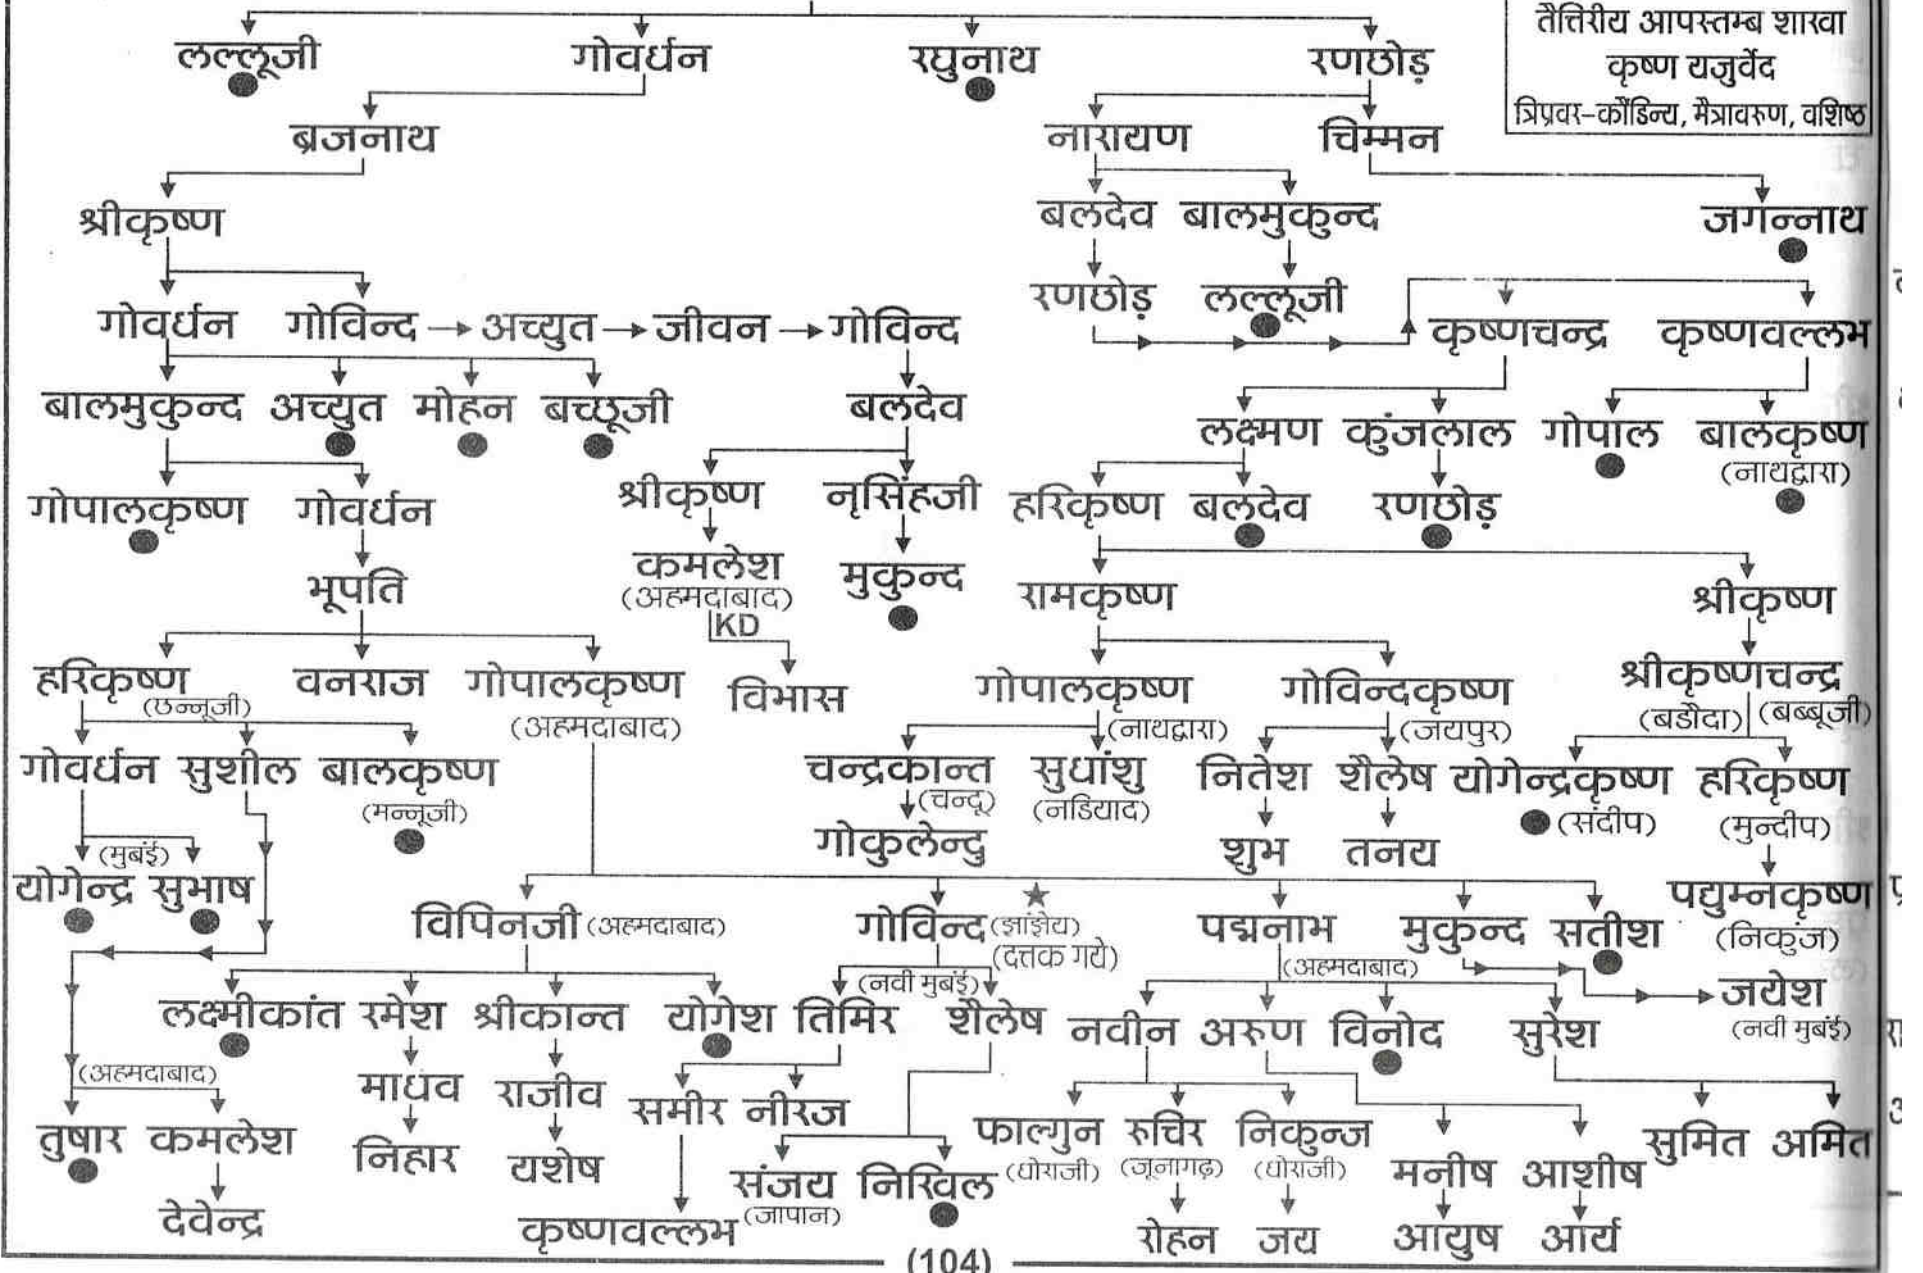 तैत्तिरीय आपस्तम्ब शाखा
कृष्ण यजुर्वेद
त्रिप्रवर-कौंडिन्य, मैत्रावरुण, वशिष्ठ
लल्लूजी गोवर्धन रघुनाथ रणछोड़
ब्रजनाथ नारायण चिम्मन
श्रीकृष्ण बलदेव बालमुकुन्द जगन्नाथ
रणछोड़ लल्लूजी
गोवर्धन गोविन्द अच्युत जीवन गोविन्द कृष्णचन्द्र कृष्णवल्लभ
बालमुकुन्द अच्युत मोहन बच्छूजी बलदेव
लक्ष्मण कुंजलाल गोपाल बालकृष्ण
(नाथद्वारा)
गोपालकृष्ण गोवर्धन श्रीकृष्ण नृसिंहजी हरिकृष्ण बलदेव रणछोड़
कमलेश मुकुन्द
(अहमदाबाद)
KD
भूपति रामकृष्ण श्रीकृष्ण
हरिकृष्ण वनराज गोपालकृष्ण विभास गोपालकृष्ण गोविन्दकृष्ण श्रीकृष्णचन्द्र
(छन्नूजी) (अहमदाबाद) (नाथद्वारा) (जयपुर) (बडौदा) (बब्बूजी)
गोवर्धन सुशील बालकृष्ण चन्द्रकान्त सुधांशु नितेश शैलेष योगेन्द्रकृष्ण हरिकृष्ण
(मन्नूजी) (चन्दू) (नडियाद) (संदीप) (मुन्दीप)
गोकुलेन्दु शुभ तनय
(मुबंई)
योगेन्द्र सुभाष पद्युम्नकृष्ण
(निकुंज)
विपिनजी (अहमदाबाद) गोविन्द (झांझेय) पद्मनाभ मुकुन्द सतीश
(दत्तक गये)
(नवी मुबंई) (अहमदाबाद)
जयेश
(नवी मुबंई)
लक्ष्मीकांत रमेश श्रीकान्त योगेश तिमिर शैलेष नवीन अरुण विनोद सुरेश
(अहमदाबाद)
माधव राजीव समीर नीरज
तुषार कमलेश फाल्गुन रुचिर निकुन्ज सुमित अमित
(धोराजी) (जूनागढ़) (धोराजी)
निहार यशेष संजय निखिल मनीष आशीष
(जापान)
देवेन्द्र कृष्णवल्लभ रोहन जय आयुष आर्य
(104)